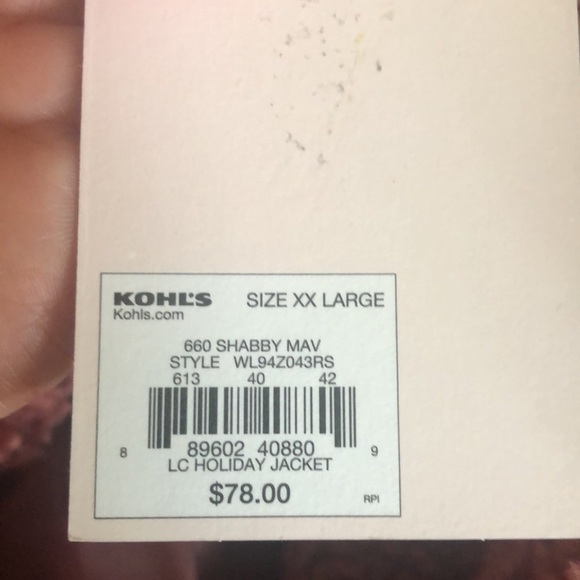 KOHL'S SIZE XX LARGE
Kohls.com
660 SHABBY MAV
STYLE WL94Z043RS
613 40 42
8 89602 40880 9
LC HOLIDAY JACKET
$78.00 RPI